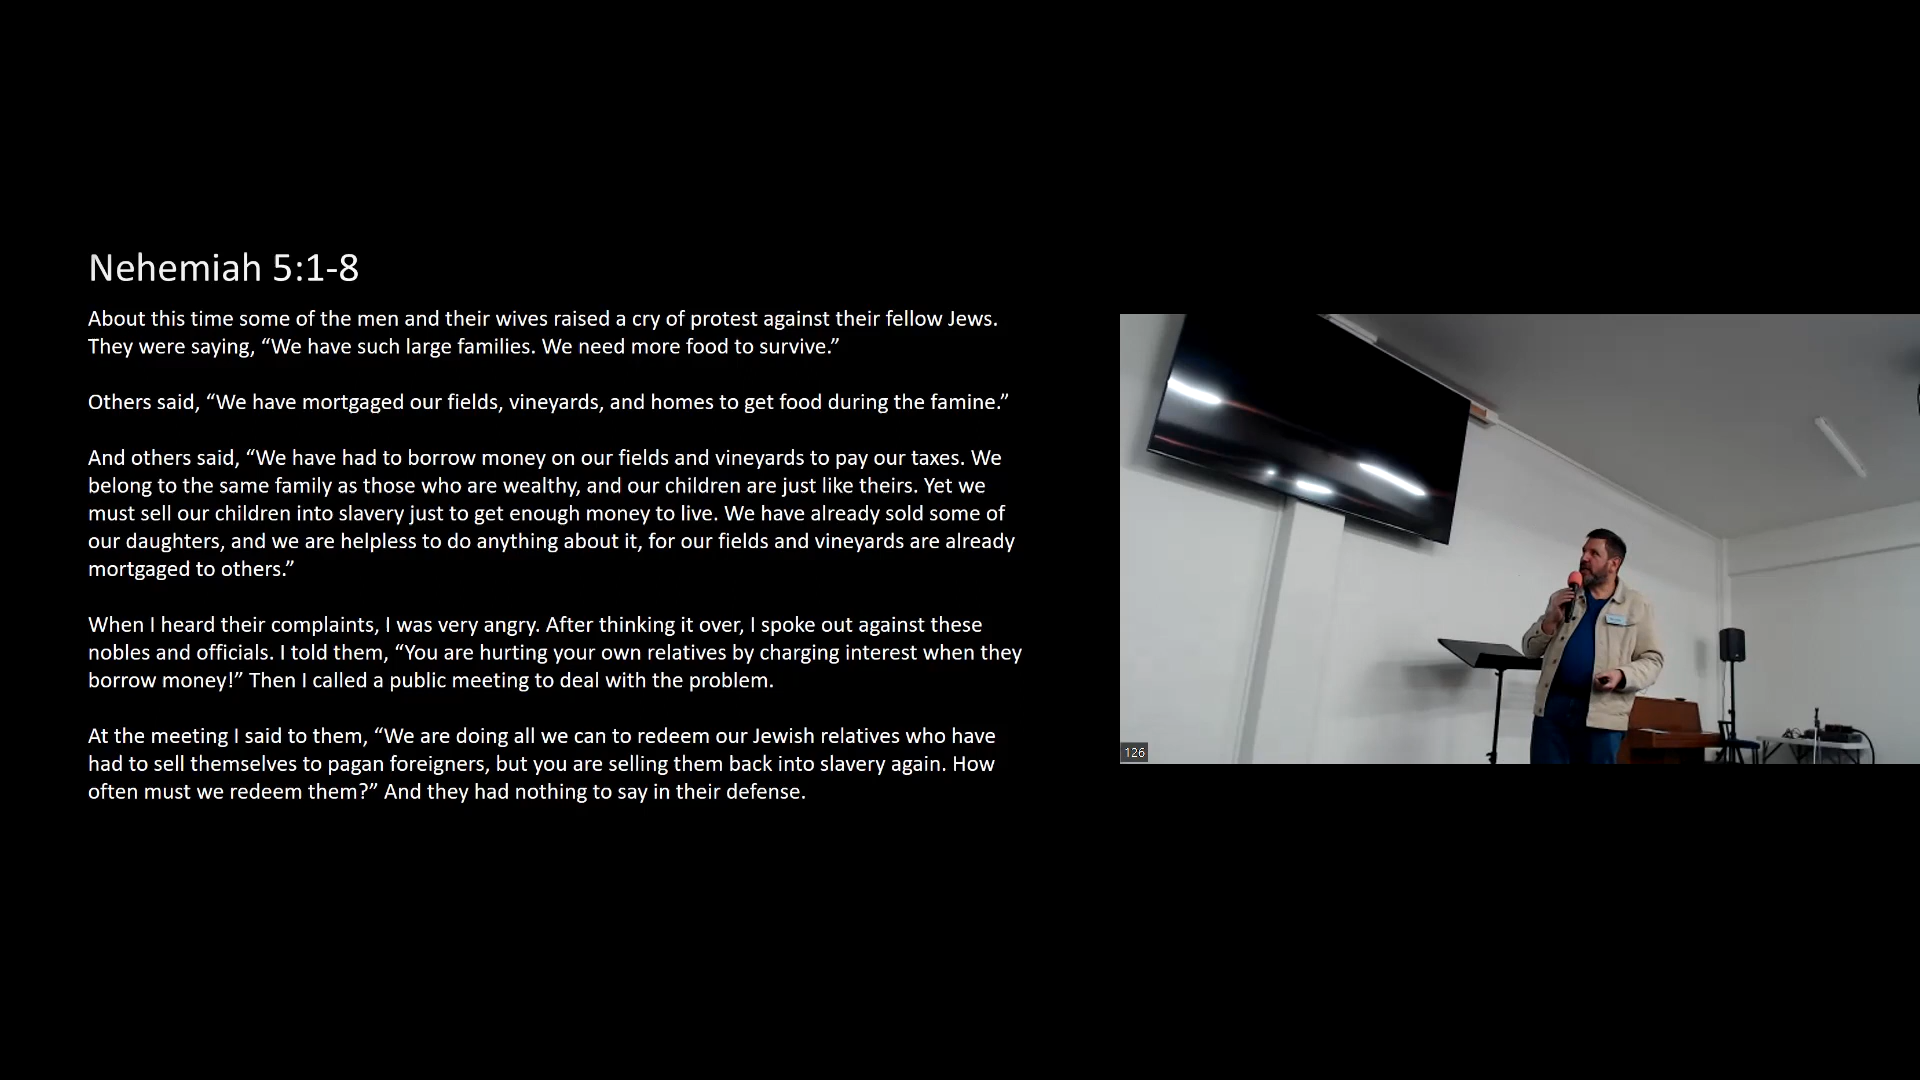 Nehemiah 5:1-8
About this time some of the men and their wives raised a cry of protest against their fellow Jews.
They were saying, “We have such large families. We need more food to survive.”
Others said, “We have mortgaged our fields, vineyards, and homes to get food during the famine.”
And others said, “We have had to borrow money on our fields and vineyards to pay our taxes. We
belong to the same family as those who are wealthy, and our children are just like theirs. Yet we
must sell our children into slavery just to get enough money to live. We have already sold some of
our daughters, and we are helpless to do anything about it, for our fields and vineyards are already
mortgaged to others.”
When I heard their complaints, I was very angry. After thinking it over, I spoke out against these
nobles and officials. I told them, “You are hurting your own relatives by charging interest when they
borrow money!” Then I called a public meeting to deal with the problem.
At the meeting I said to them, “We are doing all we can to redeem our Jewish relatives who have
had to sell themselves to pagan foreigners, but you are selling them back into slavery again. How
often must we redeem them?” And they had nothing to say in their defense.
126